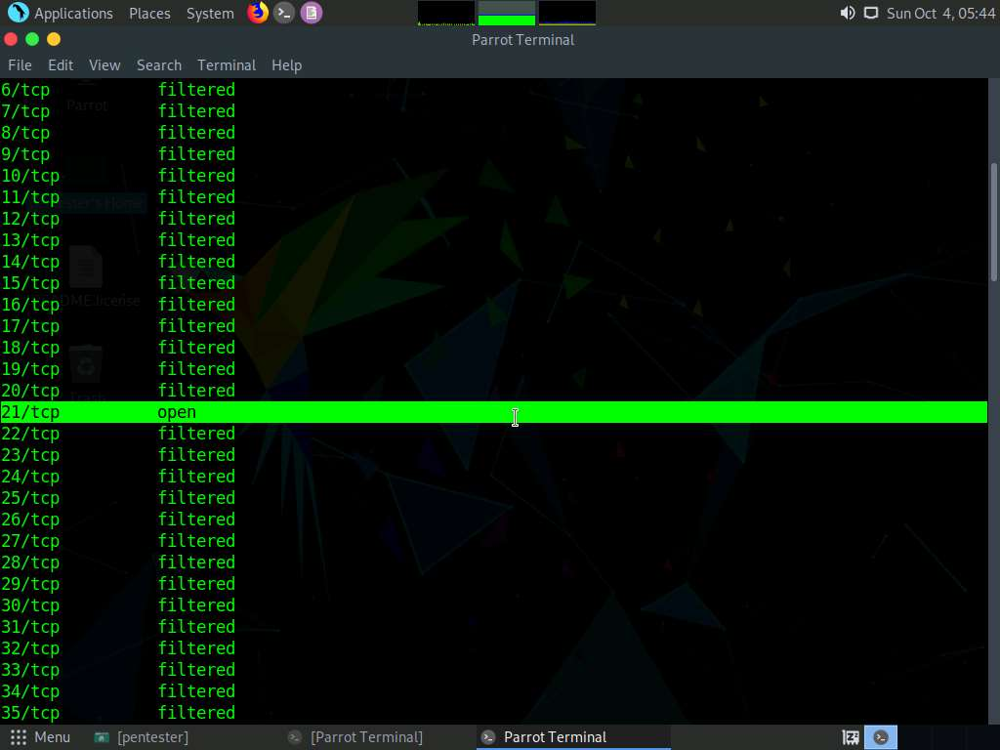 Applications Places System Sun Oct 4, 05:44
Parrot Terminal
File Edit View Search Terminal Help
6/tcp filtered
Parrot
7/tcp filtered
8/tcp filtered
9/tcp filtered
10/tcp filtered
11/tcp filtered
12/tcp filtered
13/tcp filtered
14/tcp filtered
15/tcp filtered
16/tcp filtered
17/tcp filtered
18/tcp filtered
19/tcp filtered
20/tcp filtered
Trash
21/tcp open
22/tcp filtered
23/tcp filtered
24/tcp filtered
25/tcp filtered
26/tcp filtered
27/tcp filtered
28/tcp filtered
29/tcp filtered
30/tcp filtered
31/tcp filtered
32/tcp filtered
33/tcp filtered
34/tcp filtered
35/tcp filtered
Menu [pentester] [Parrot Terminal] Parrot Terminal